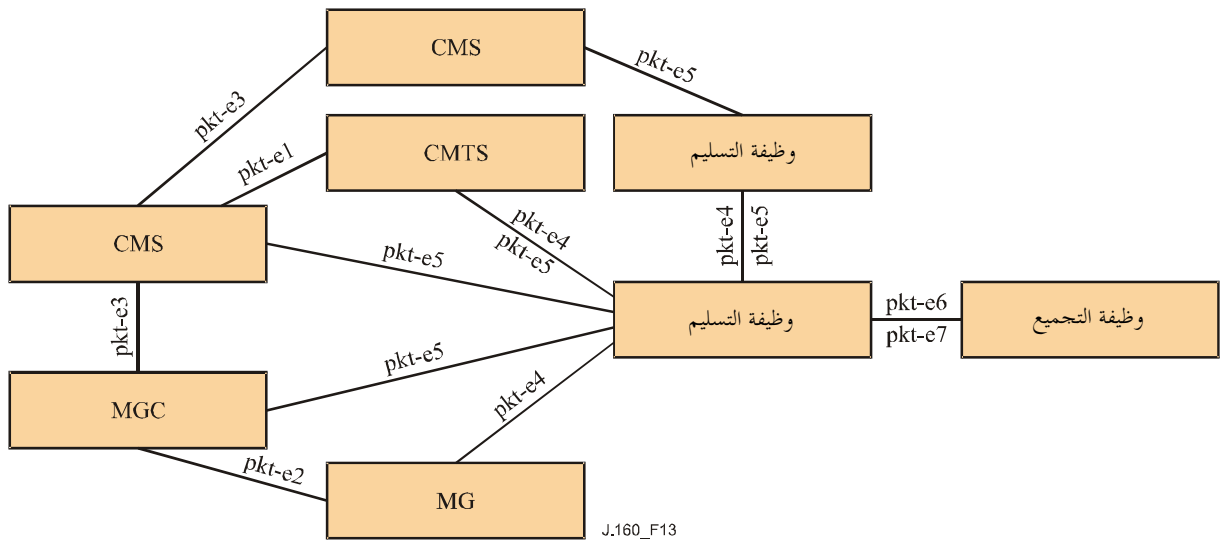 CMS
pkt-e5
pkt-e3
CMTS
وظيفة التسليم
pkt-e1
pkt-e4
pkt-e5
pkt-e4
pkt-e5
CMS
pkt-e5
pkt-e3
وظيفة التسليم
pkt-e6
pkt-e7
وظيفة التجميع
MGC
pkt-e5
pkt-e4
pkt-e2
MG
J.160_F13